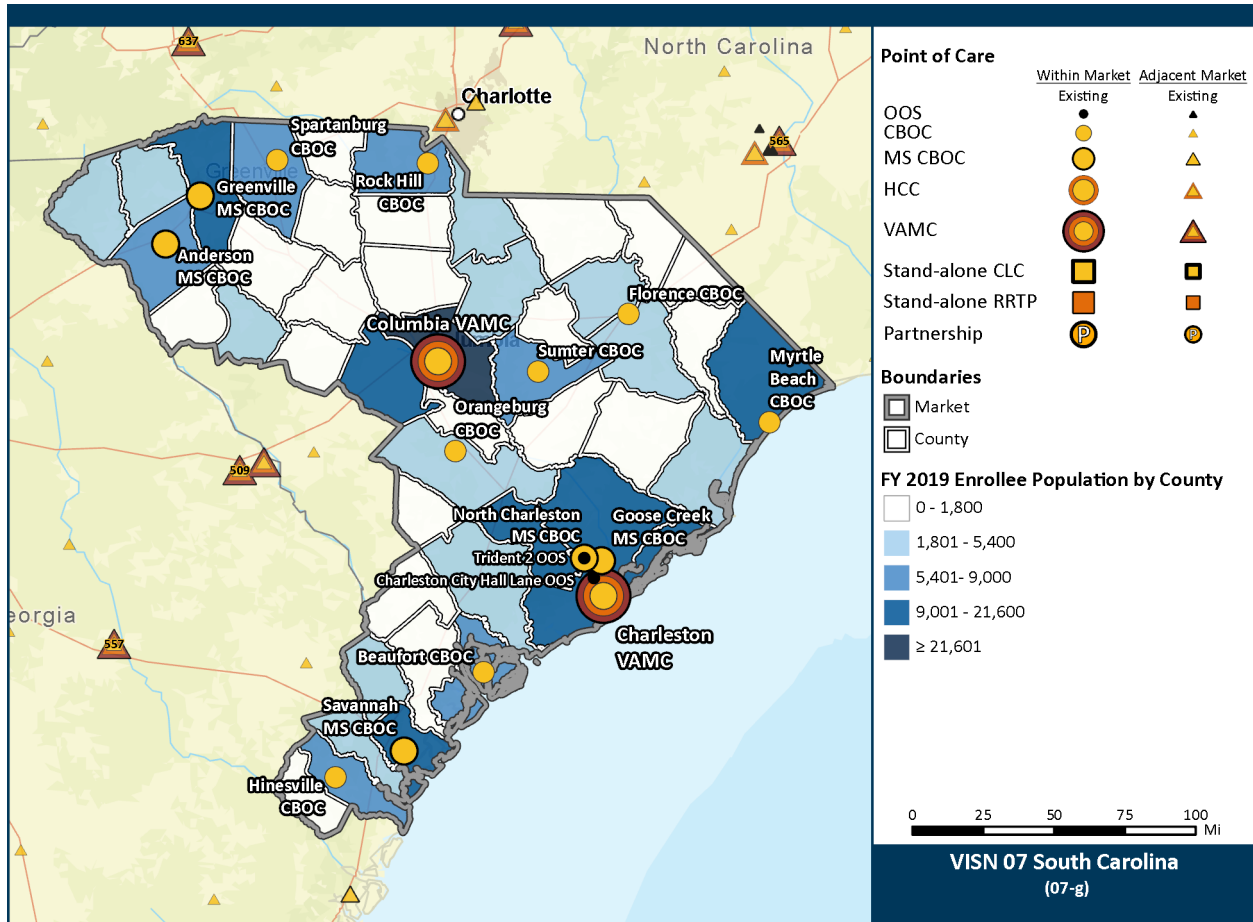 637
North Carolina
Charlotte
565
Spartanburg
CBOC
Greenville
Greenville
MS CBOC
Rock Hill
CBOC
Anderson
MS CBOC
Florence CBOC
Columbia VAMC
Sumter CBOC
Myrtle
Beach
CBOC
Orangeburg
CBOC
509
North Charleston
MS CBOC
Goose Creek
MS CBOC
Trident 2 OOS
Charleston City Hall Lane OOS
eorgia
557
Charleston
VAMC
Beaufort CBOC
Savannah
MS CBOC
Hinesville
CBOC
Point of Care
Within Market Adjacent Market
Existing Existing
OOS
CBOC
MS CBOC
HCC
VAMC
Stand-alone CLC
Stand-alone RRTP
Partnership P P
Boundaries
Market
County
FY 2019 Enrollee Population by County
0 - 1,800
1,801 - 5,400
5,401- 9,000
9,001 - 21,600
≥ 21,601
0 25 50 75 100
Mi
VISN 07 South Carolina
(07-g)